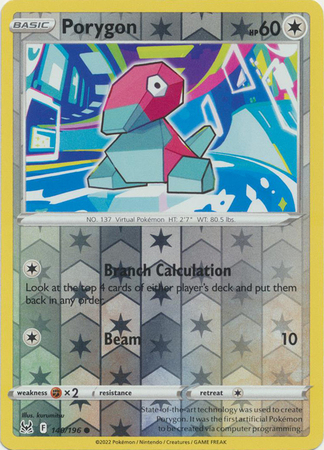 BASIC
Porygon
HP 60
NO. 137 Virtual Pokémon HT: 2'7" WT: 80.5 lbs.
Branch Calculation
Look at the top 4 cards of either player's deck and put
them back in any order.
Beam 10
weakness ×2 resistance retreat
Illus. kurumitsu
F /196
State-of-the-art technology was used to create
Porygon. It was the first artificial Pokémon
to be created via computer programming.
©2022 Pokémon / Nintendo / Creatures / GAME FREAK